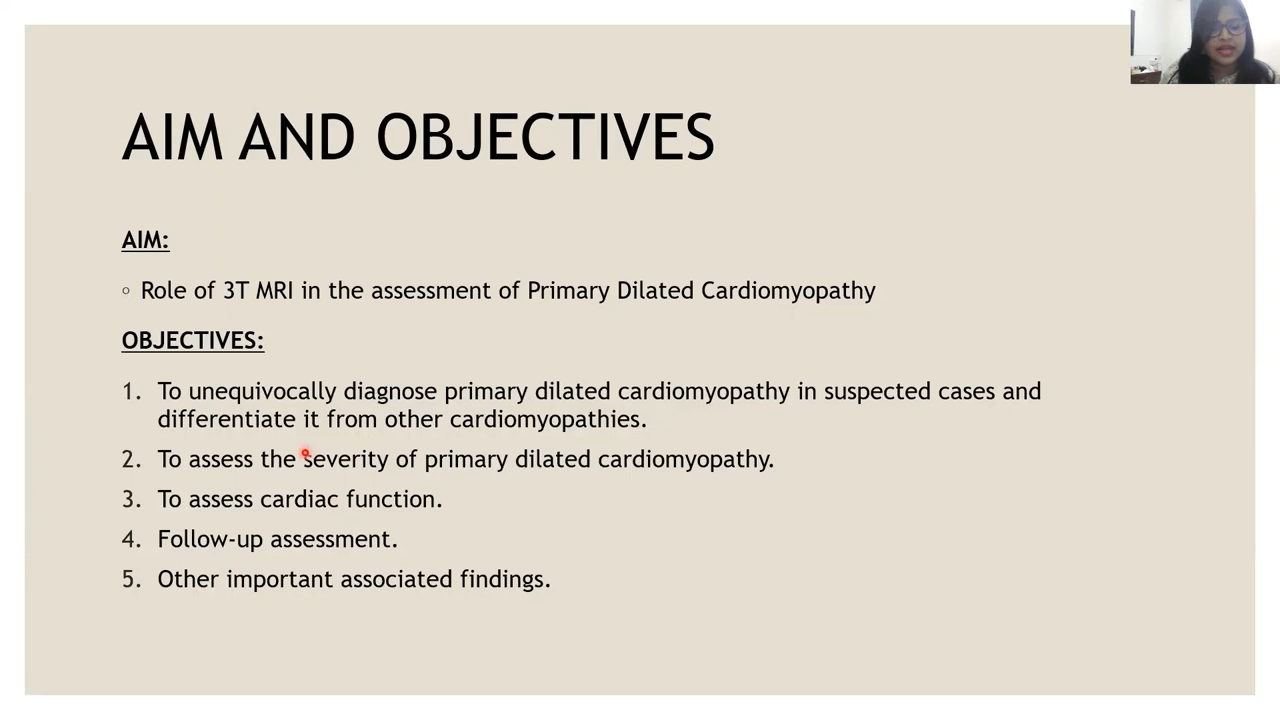 AIM AND OBJECTIVES
AIM:
◦ Role of 3T MRI in the assessment of Primary Dilated Cardiomyopathy
OBJECTIVES:
1. To unequivocally diagnose primary dilated cardiomyopathy in suspected cases and
differentiate it from other cardiomyopathies.
2. To assess the severity of primary dilated cardiomyopathy.
3. To assess cardiac function.
4. Follow-up assessment.
5. Other important associated findings.